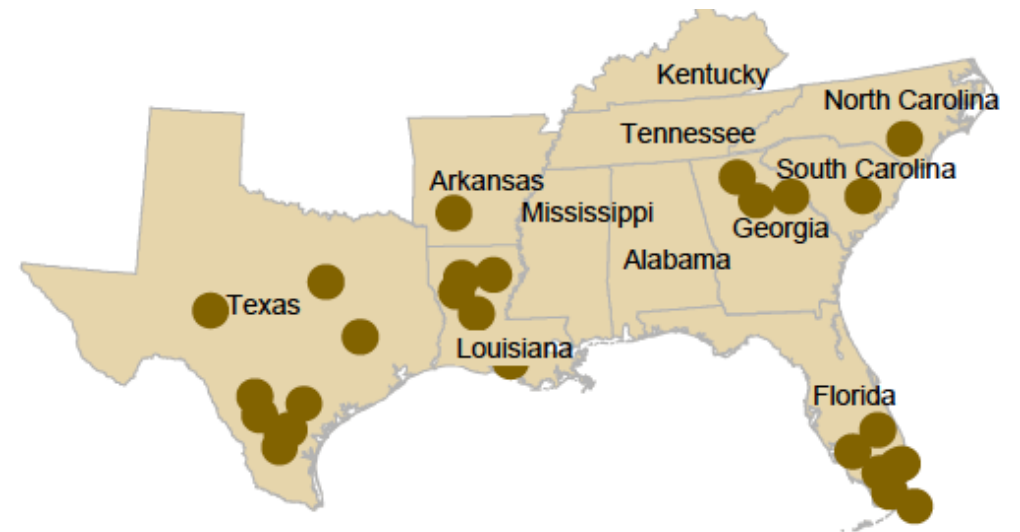 Kentucky
North Carolina
Tennessee
South Carolina
Arkansas
Mississippi
Georgia
Alabama
Texas
Louisiana
Florida